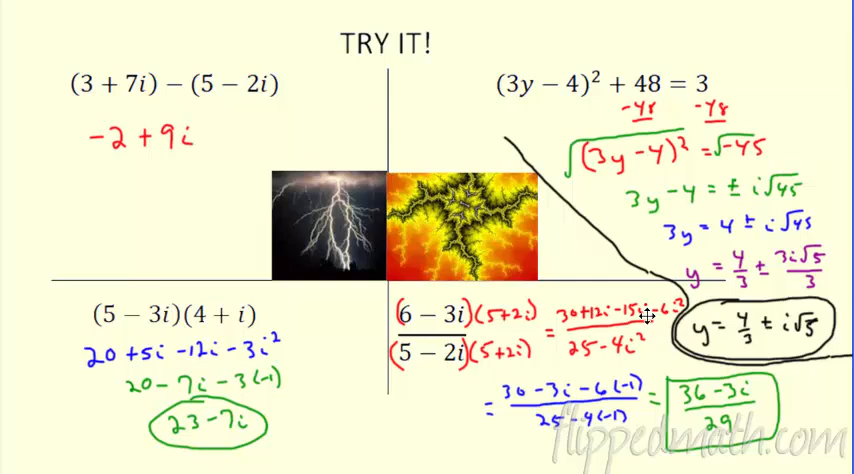 TRY IT!
(3 + 7i) − (5 − 2i)
-2 + 9i
(3y − 4)² + 48 = 3
-48 -48
√(3y-4)² = √-45
3y-4 = ± i√45
3y = 4 ± i√45
y = 4/3 ± 3i√5/3
y = 4/3 ± i√5
(5 − 3i)(4 + i)
20 + 5i - 12i - 3i²
20 - 7i - 3(-1)
23 - 7i
(6 − 3i)(5+2i) / (5 − 2i)(5+2i) = 30+12i-15i-6i² / 25-4i²
= 30-3i-6(-1) / 25-4(-1) = 36-3i / 29
flippedmath.com